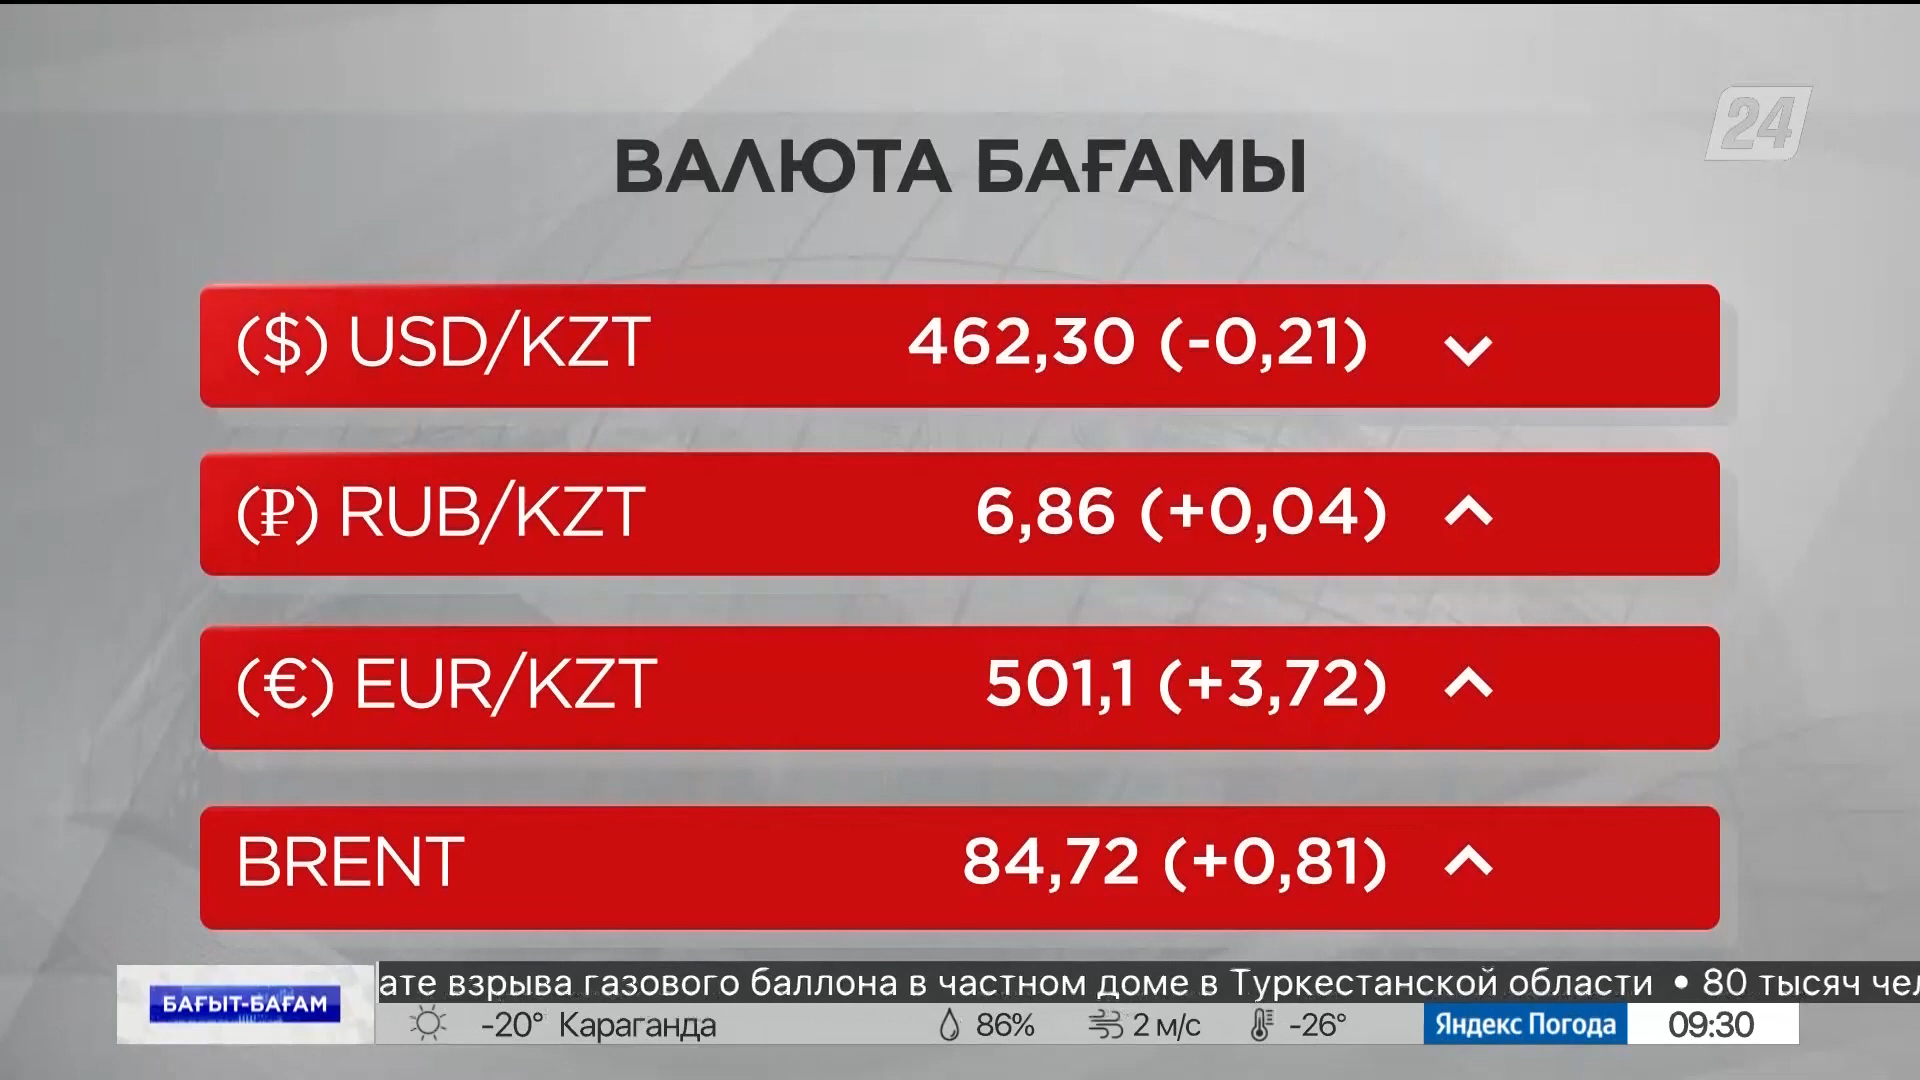 24
ВАЛЮТА БАҒАМЫ
($) USD/KZT 462,30 (-0,21)
(₽) RUB/KZT 6,86 (+0,04)
(€) EUR/KZT 501,1 (+3,72)
BRENT 84,72 (+0,81)
ате взрыва газового баллона в частном доме в Туркестанской области • 80 тысяч чел
БАҒЫТ-БАҒАМ
-20° Караганда 86% 2 м/с -26° Яндекс Погода 09:30